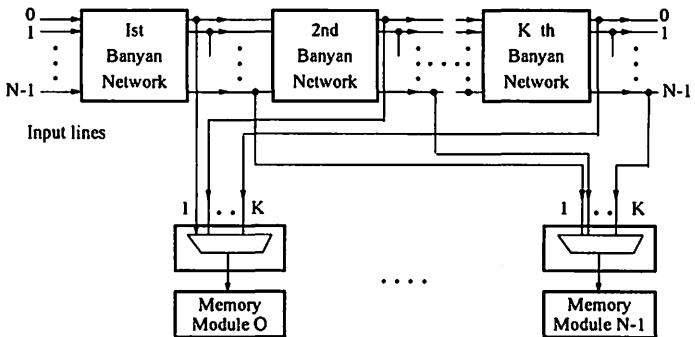 0 Ist 2nd K th 0
1 Banyan Banyan Banyan 1
Network Network Network
N-1 N-1
Input lines
1 K 1 K
Memory Memory
Module O Module N-1